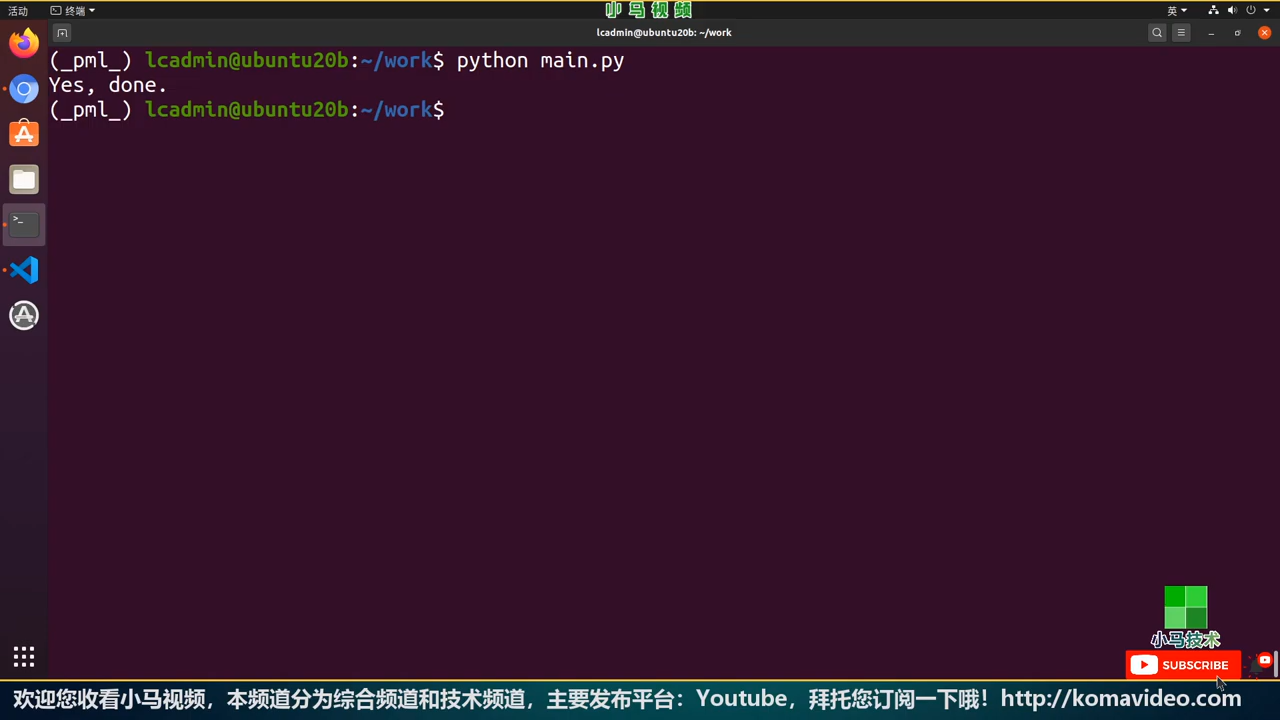 小马视频
活动 终端 英
lcadmin@ubuntu20b: ~/work
(_pml_) lcadmin@ubuntu20b:~/work$ python main.py
Yes, done.
(_pml_) lcadmin@ubuntu20b:~/work$
小马技术
SUBSCRIBE
欢迎您收看小马视频，本频道分为综合频道和技术频道，主要发布平台：Youtube，拜托您订阅一下哦！http://komavideo.com